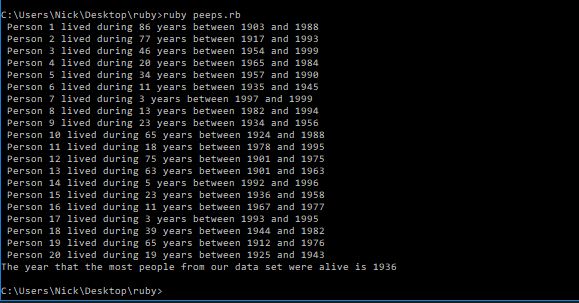 C:\Users\Nick\Desktop\ruby>ruby peeps.rb
Person 1 lived during 86 years between 1903 and 1988
Person 2 lived during 77 years between 1917 and 1993
Person 3 lived during 46 years between 1954 and 1999
Person 4 lived during 20 years between 1965 and 1984
Person 5 lived during 34 years between 1957 and 1990
Person 6 lived during 11 years between 1935 and 1945
Person 7 lived during 3 years between 1997 and 1999
Person 8 lived during 13 years between 1982 and 1994
Person 9 lived during 23 years between 1934 and 1956
Person 10 lived during 65 years between 1924 and 1988
Person 11 lived during 18 years between 1978 and 1995
Person 12 lived during 75 years between 1901 and 1975
Person 13 lived during 63 years between 1901 and 1963
Person 14 lived during 5 years between 1992 and 1996
Person 15 lived during 23 years between 1936 and 1958
Person 16 lived during 11 years between 1967 and 1977
Person 17 lived during 3 years between 1993 and 1995
Person 18 lived during 39 years between 1944 and 1982
Person 19 lived during 65 years between 1912 and 1976
Person 20 lived during 19 years between 1925 and 1943
The year that the most people from our data set were alive is 1936
C:\Users\Nick\Desktop\ruby>